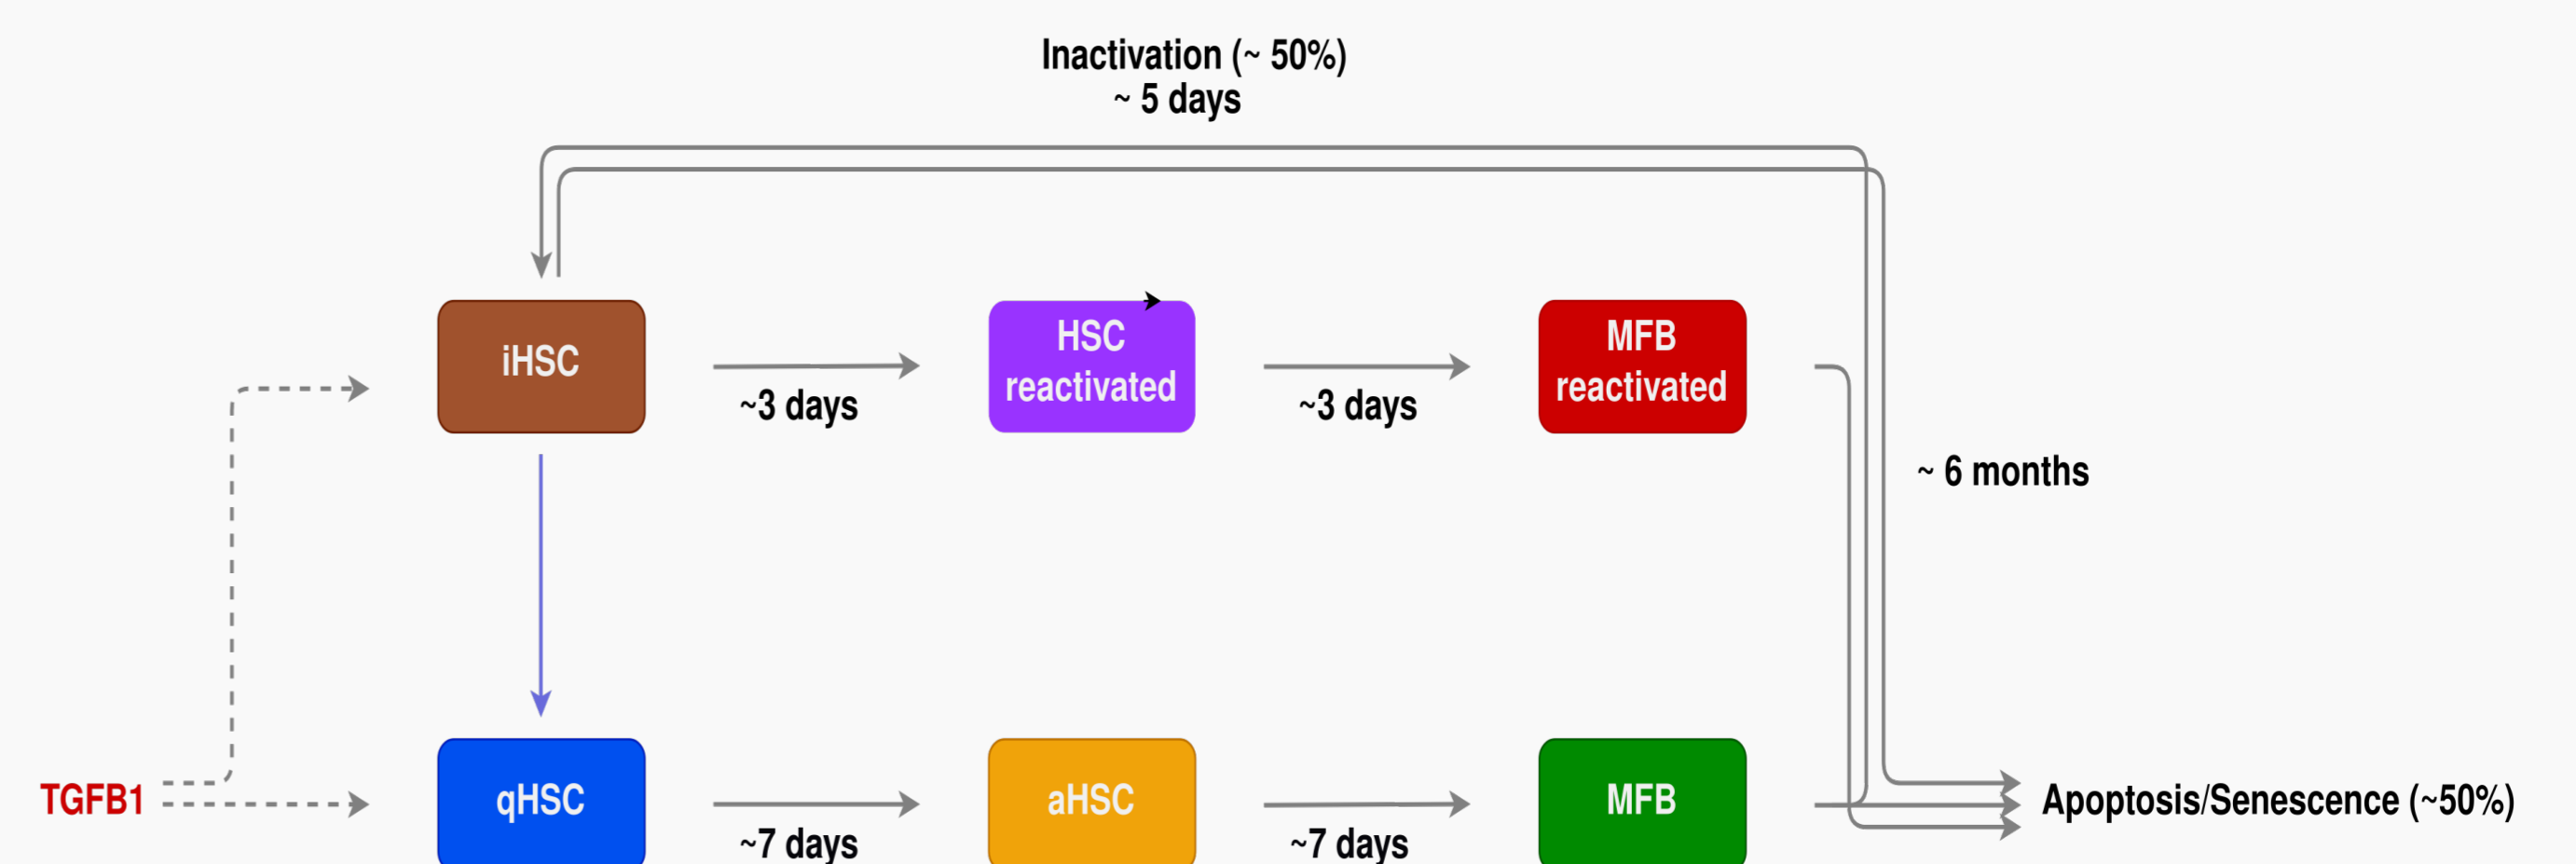 Inactivation (~ 50%)
~ 5 days
iHSC
HSC
reactivated
MFB
reactivated
~3 days
~3 days
~ 6 months
TGFB1
qHSC
aHSC
MFB
Apoptosis/Senescence (~50%)
~7 days
~7 days